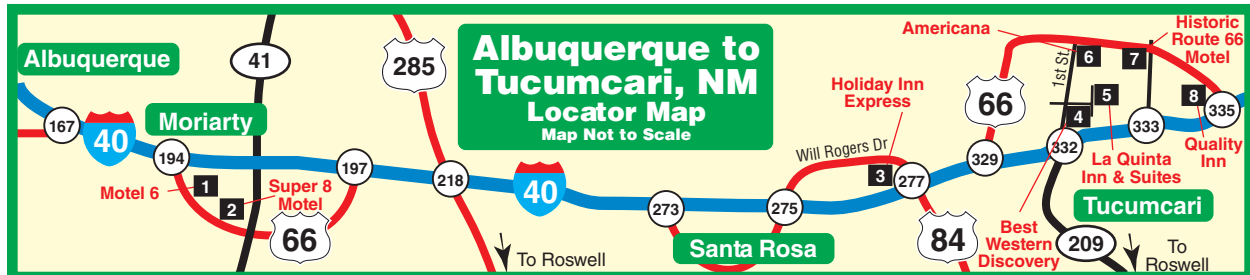 Albuquerque
167
40
Moriarty
41
194
Motel 6
1
2
Super 8
Motel
66
197
285
218
To Roswell
Albuquerque to
Tucumcari, NM
Locator Map
Map Not to Scale
40
273
Santa Rosa
275
Will Rogers Dr
Holiday Inn
Express
3
277
84
66
329
Americana
1st St.
6
7
Historic
Route 66
Motel
5
4
8
332
333
335
Quality
Inn
La Quinta
Inn & Suites
Best
Western
Discovery
Tucumcari
209
To
Roswell